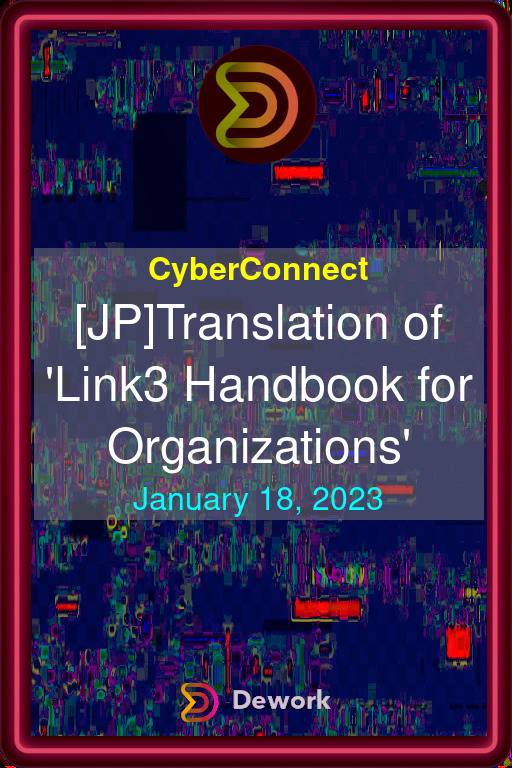 CyberConnect
[JP]Translation of
'Link3 Handbook for
Organizations'
January 18, 2023
Dework